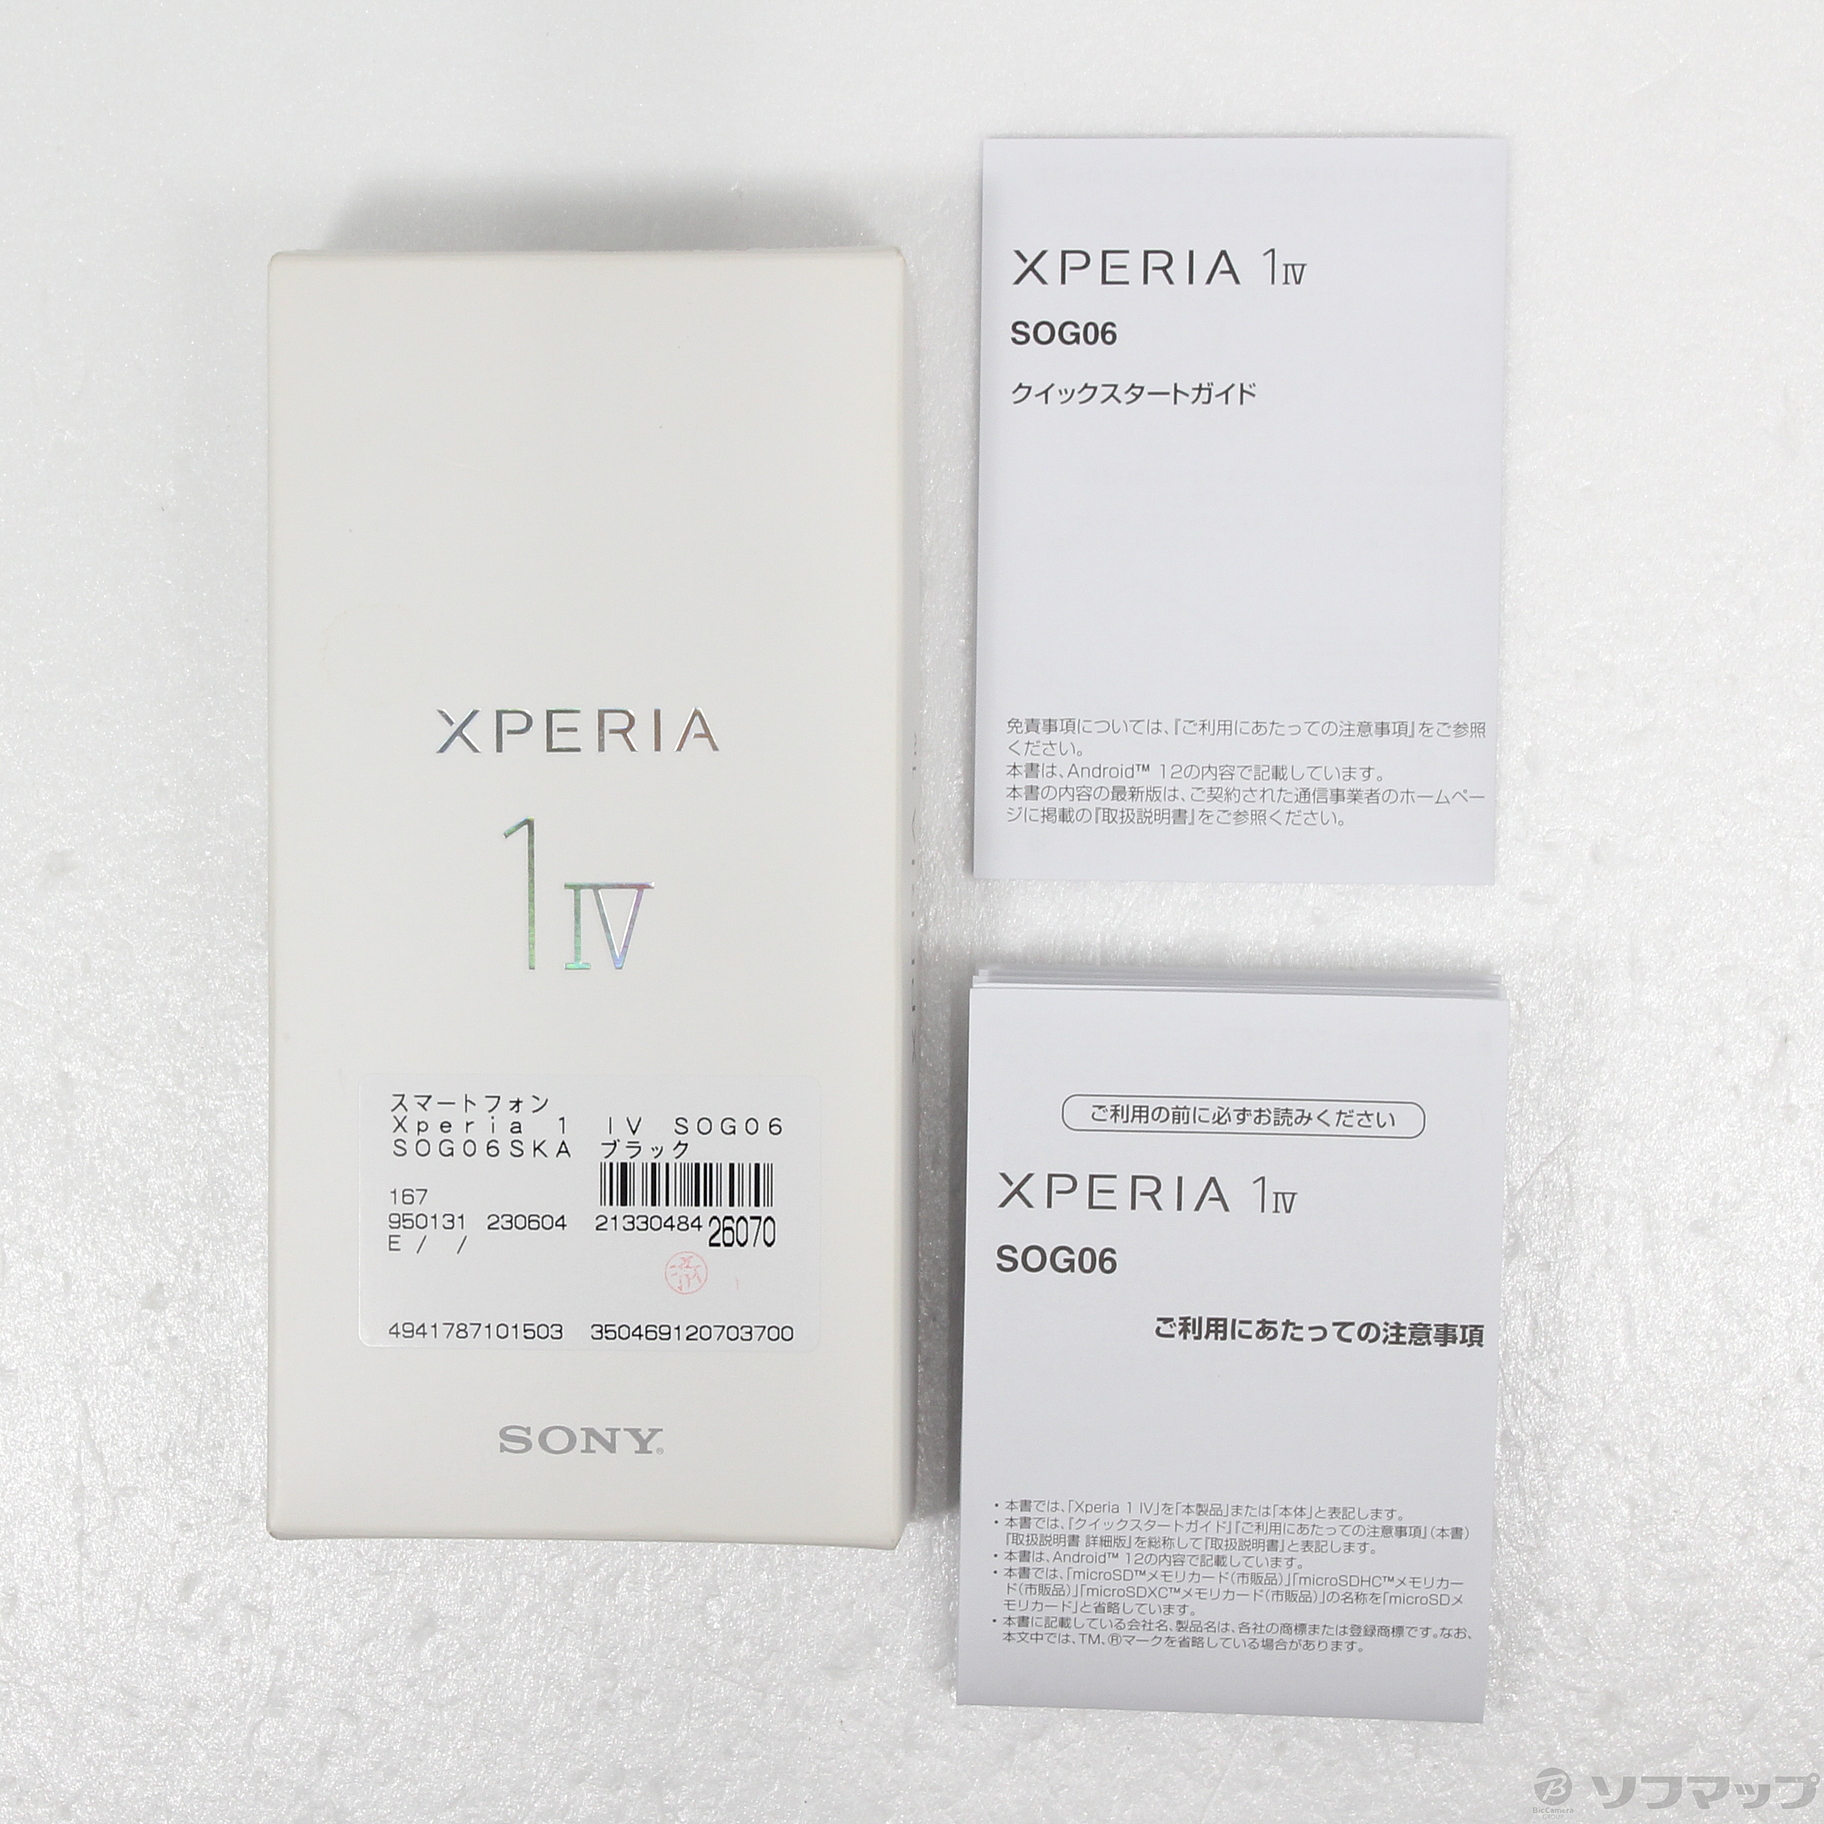 XPERIA
1 IV
スマートフォン
Xperia 1 IV SOG06
SOG06SKA ブラック
167
950131 230604 21330484 26070
E / /
4941787101503 350469120703700
SONY
XPERIA 1 IV
SOG06
クイックスタートガイド
免責事項については、『ご利用にあたっての注意事項』をご参照
ください。
本書は、Android™ 12の内容で記載しています。
本書の内容の最新版は、ご契約された通信事業者のホームペー
ジに掲載の『取扱説明書』をご参照ください。
ご利用の前に必ずお読みください
XPERIA 1 IV
SOG06
ご利用にあたっての注意事項
・本書では、「Xperia 1 IV」を「本製品」または「本体」と表記します。
・本書では、『クイックスタートガイド』『ご利用にあたっての注意事項』(本書)
『取扱説明書 詳細版』を総称して『取扱説明書』と表記します。
・本書は、Android™ 12の内容で記載しています。
・本書では、「microSD™メモリカード(市販品)」「microSDHC™メモリカー
ド(市販品)」「microSDXC™メモリカード(市販品)」の名称を「microSDメ
モリカード」と省略しています。
・本書に記載している会社名、製品名は、各社の商標または登録商標です。なお、
本文中では、TM、®マークを省略している場合があります。
BicCamera
GROUP
ソフマップ